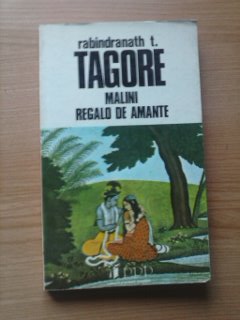 rabindranath t.
TAGORE
MALINI
REGALO DE AMANTE